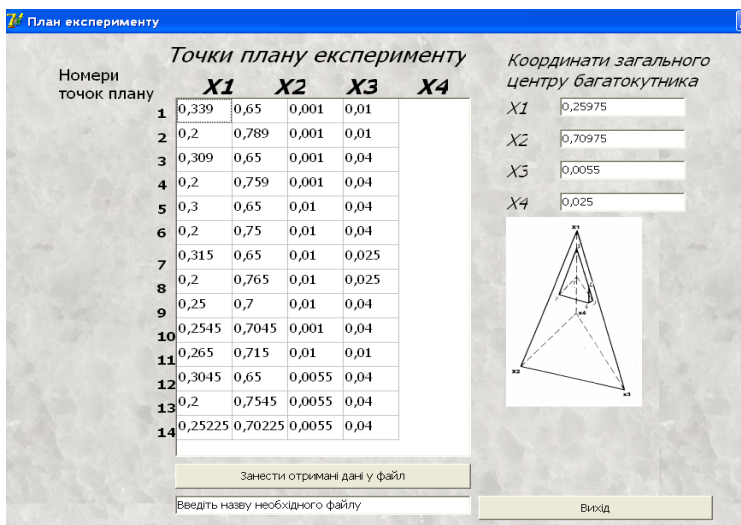 План експерименту
Точки плану експерименту
Номери
точок плану
X1 X2 X3 X4
1 0,339 0,65 0,001 0,01
2 0,2 0,789 0,001 0,01
3 0,309 0,65 0,001 0,04
4 0,2 0,759 0,001 0,04
5 0,3 0,65 0,01 0,04
6 0,2 0,75 0,01 0,04
7 0,315 0,65 0,01 0,025
8 0,2 0,765 0,01 0,025
9 0,25 0,7 0,01 0,04
10 0,2545 0,7045 0,001 0,04
11 0,265 0,715 0,01 0,01
12 0,3045 0,65 0,0055 0,04
13 0,2 0,7545 0,0055 0,04
14 0,25225 0,70225 0,0055 0,04
Занести отримані дані у файл
Введіть назву необхідного файлу
Координати загального
центру багатокутника
X1 0,25975
X2 0,70975
X3 0,0055
X4 0,025
X1
X4
X2
X3
Вихід